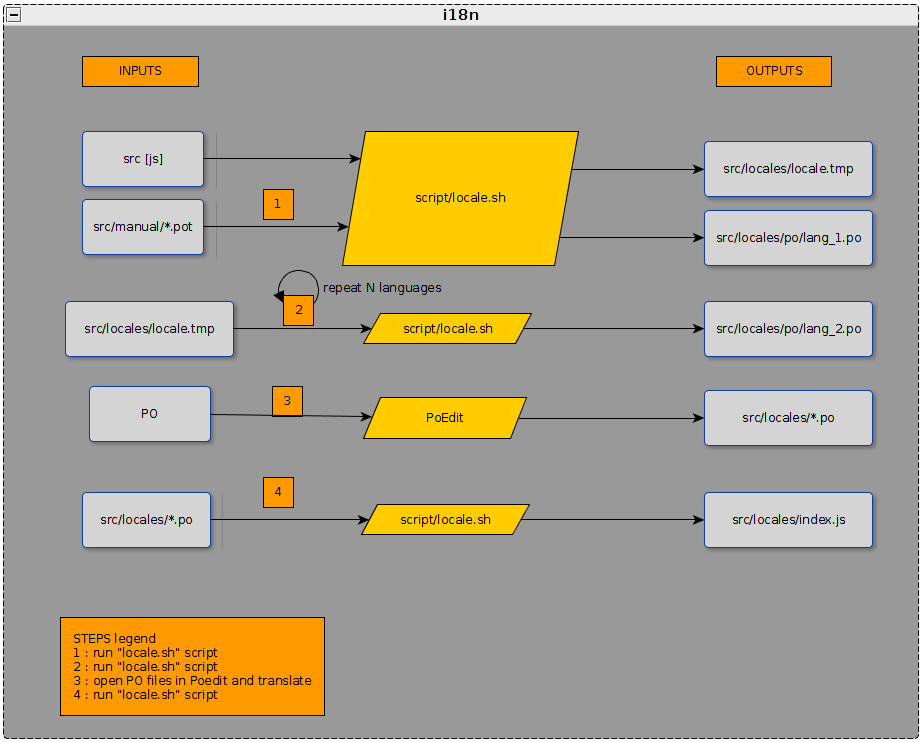 i18n
INPUTS
OUTPUTS
src [js]
script/locale.sh
src/locales/locale.tmp
1
src/manual/*.pot
src/locales/po/lang_1.po
repeat N languages
2
src/locales/locale.tmp
script/locale.sh
src/locales/po/lang_2.po
3
PO
PoEdit
src/locales/*.po
4
src/locales/*.po
script/locale.sh
src/locales/index.js
STEPS legend
1 : run "locale.sh" script
2 : run "locale.sh" script
3 : open PO files in Poedit and translate
4 : run "locale.sh" script